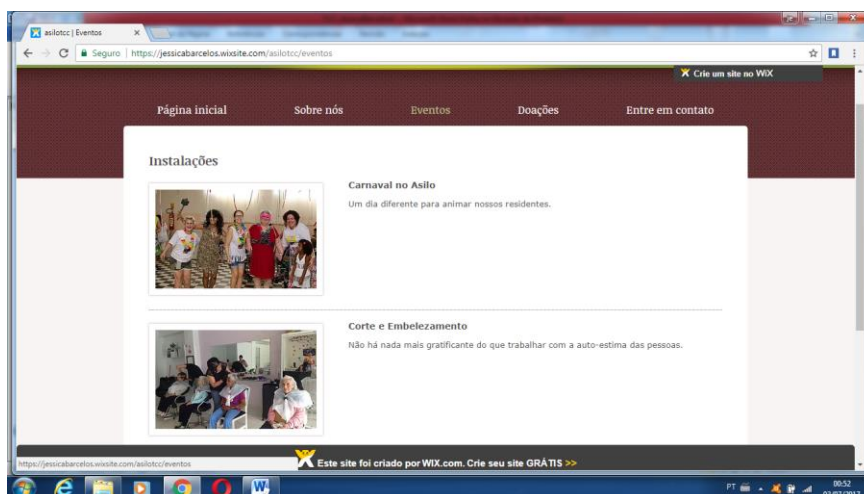 asilotcc | Eventos
Seguro
https://jessicabarcelos.wixsite.com/asilotcc/eventos
Crie um site no WiX
Página inicial Sobre nós Eventos Doações Entre em contato
Instalações
Carnaval no Asilo
Um dia diferente para animar nossos residentes.
Corte e Embelezamento
Não há nada mais gratificante do que trabalhar com a auto-estima das pessoas.
https://jessicabarcelos.wixsite.com/asilotcc/eventos
Este site foi criado por WIX.com. Crie seu site GRÁTIS >>
PT
00:52